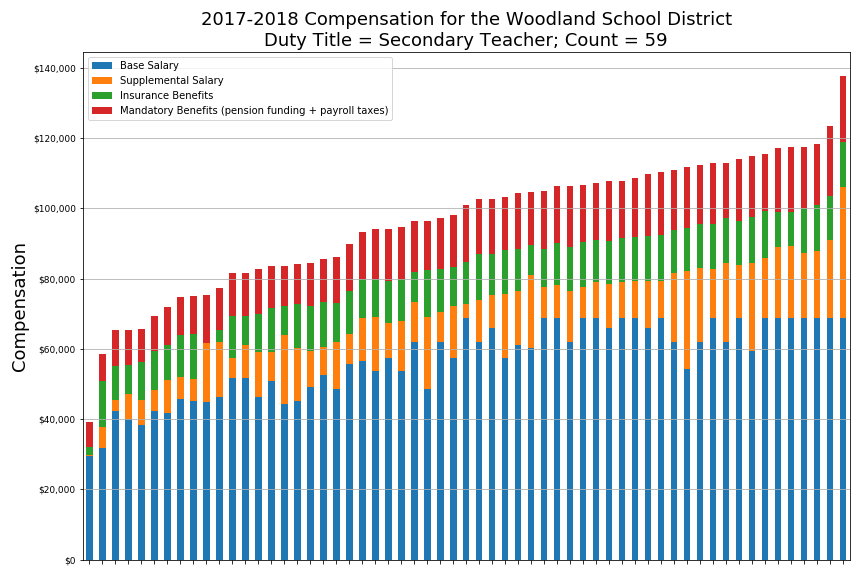 2017-2018 Compensation for the Woodland School District
Duty Title = Secondary Teacher; Count = 59
Base Salary
Supplemental Salary
Insurance Benefits
Mandatory Benefits (pension funding + payroll taxes)
Compensation
$140,000
$120,000
$100,000
$80,000
$60,000
$40,000
$20,000
$0